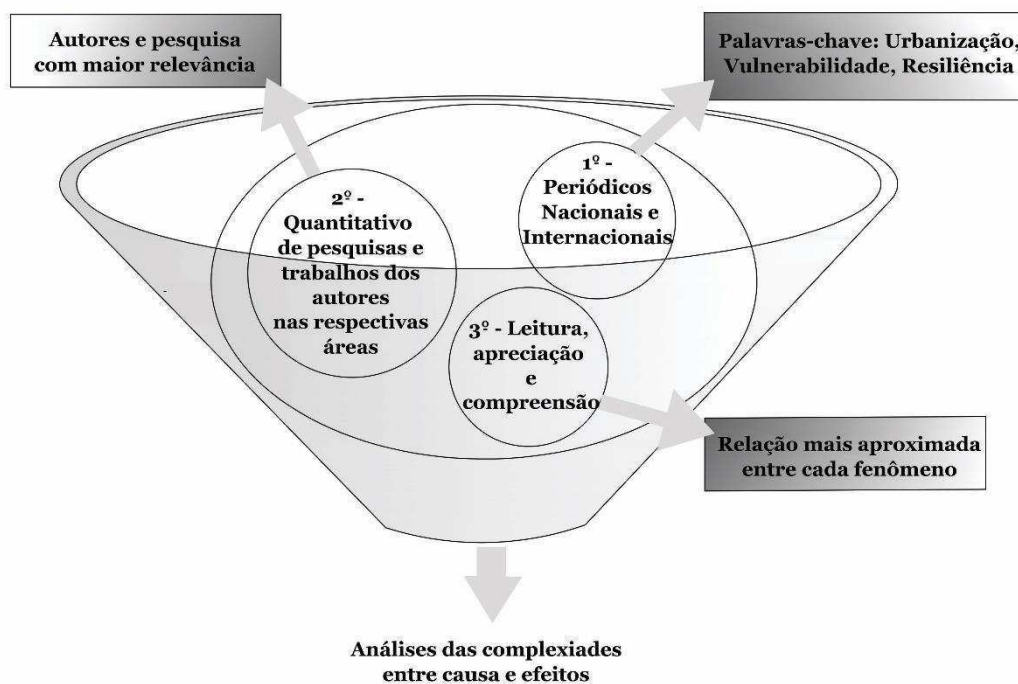 Autores e pesquisa
com maior relevância
Palavras-chave: Urbanização,
Vulnerabilidade, Resiliência
1º -
Periódicos
Nacionais e
Internacionais
2º -
Quantitativo
de pesquisas e
trabalhos dos
autores
nas respectivas
áreas
3º - Leitura,
apreciação
e
compreensão
Relação mais aproximada
entre cada fenômeno
Análises das complexiades
entre causa e efeitos